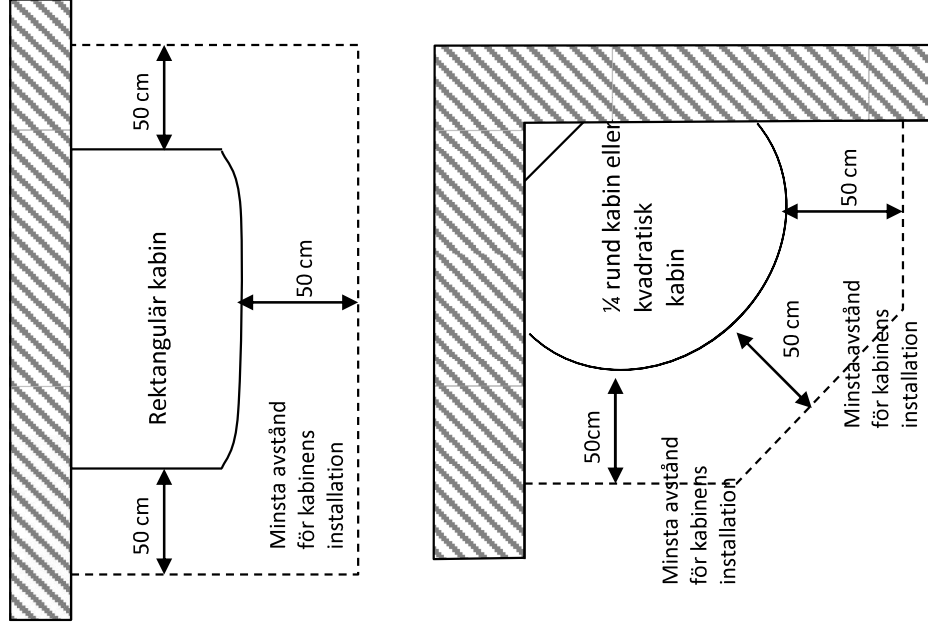 50 cm
Rektangulär kabin
50 cm
50 cm
Minsta avstånd
för kabinens
installation
¼ rund kabin eller
kvadratisk
kabin
50 cm
50 cm
50cm
Minsta avstånd
för kabinens
installation
Minsta avstånd
för kabinens
installation